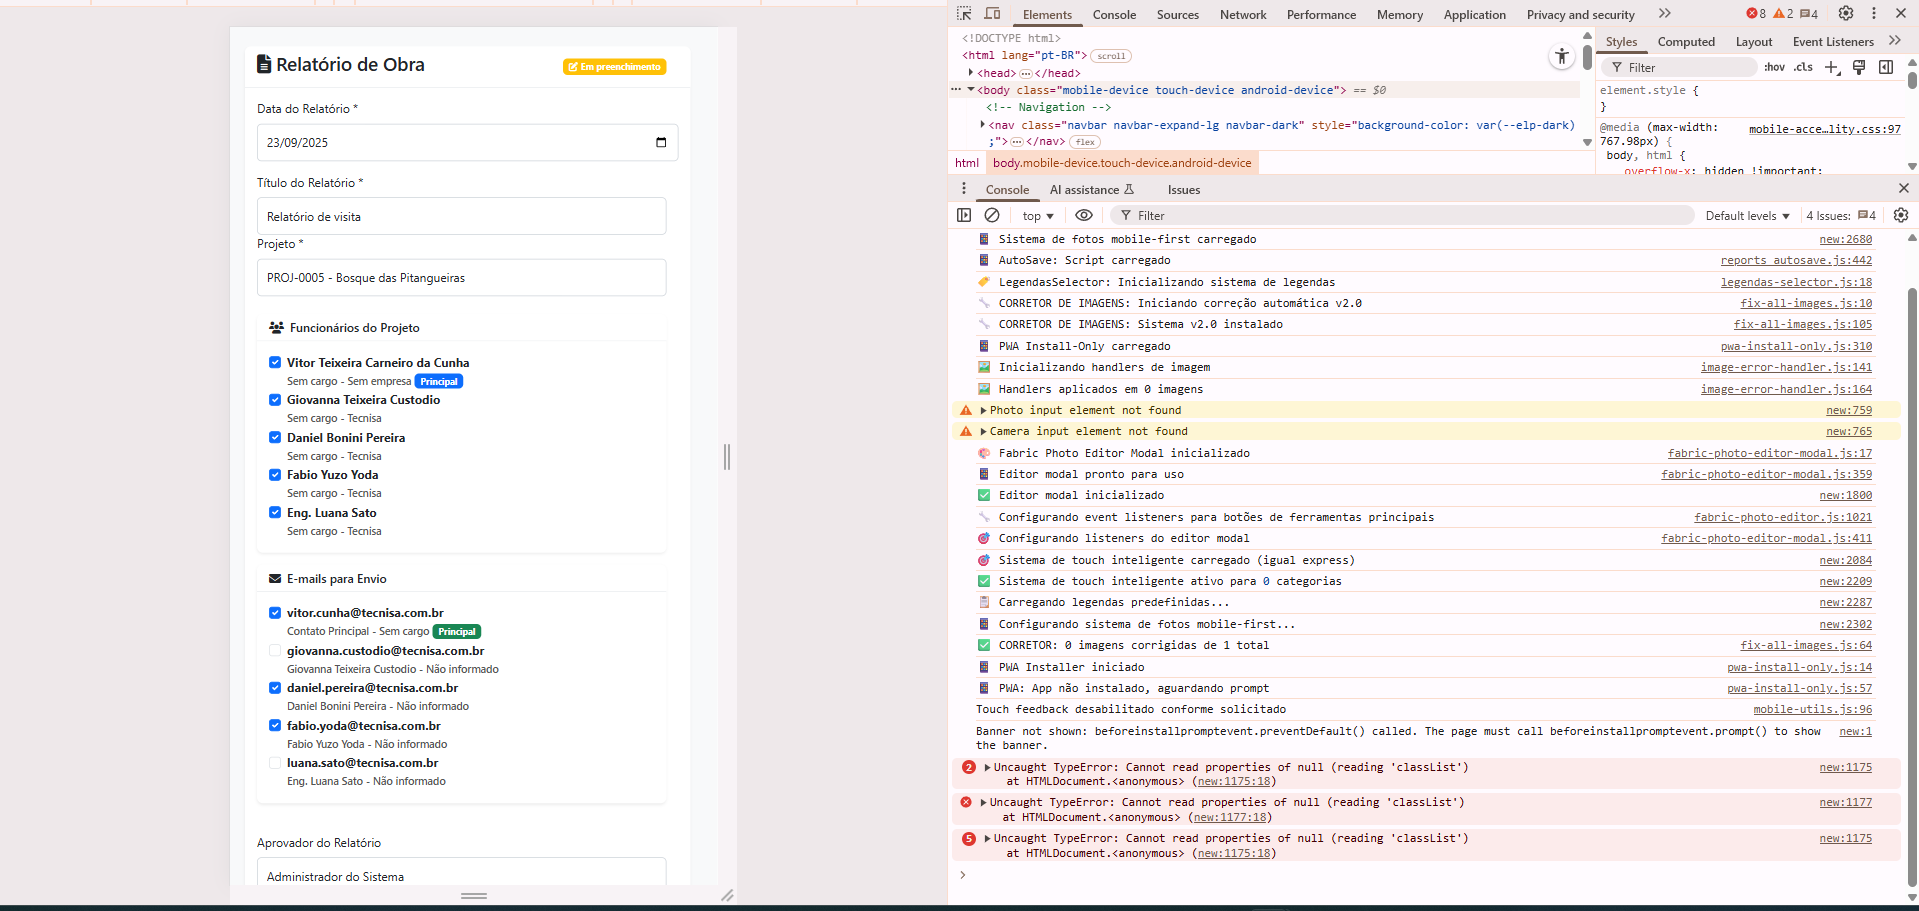 Relatório de Obra
Em preenchimento
Data do Relatório *
23/09/2025
Título do Relatório *
Relatório de visita
Projeto *
PROJ-0005 - Bosque das Pitangueiras
Funcionários do Projeto
Vitor Teixeira Carneiro da Cunha
Sem cargo - Sem empresa Principal
Giovanna Teixeira Custodio
Sem cargo - Tecnisa
Daniel Bonini Pereira
Sem cargo - Tecnisa
Fabio Yuzo Yoda
Sem cargo - Tecnisa
Eng. Luana Sato
Sem cargo - Tecnisa
E-mails para Envio
vitor.cunha@tecnisa.com.br
Contato Principal - Sem cargo Principal
giovanna.custodio@tecnisa.com.br
Giovanna Teixeira Custodio - Não informado
daniel.pereira@tecnisa.com.br
Daniel Bonini Pereira - Não informado
fabio.yoda@tecnisa.com.br
Fabio Yuzo Yoda - Não informado
luana.sato@tecnisa.com.br
Eng. Luana Sato - Não informado
Aprovador do Relatório
Administrador do Sistema
Elements Console Sources Network Performance Memory Application Privacy and security 8 2 4
<!DOCTYPE html>
<html lang="pt-BR"> scroll
<head> … </head>
… <body class="mobile-device touch-device android-device"> == $0
<!-- Navigation -->
<nav class="navbar navbar-expand-lg navbar-dark" style="background-color: var(--elp-dark)
;"> … </nav> flex
html body.mobile-device.touch-device.android-device
Styles Computed Layout Event Listeners
Filter :hov .cls
element.style {
}
@media (max-width: mobile-acce…lity.css:97
767.98px) {
body, html {
overflow-x: hidden !important;
Console AI assistance Issues
top Filter Default levels 4 Issues: 4
Sistema de fotos mobile-first carregado new:2680
AutoSave: Script carregado reports_autosave.js:442
LegendasSelector: Inicializando sistema de legendas legendas-selector.js:18
CORRETOR DE IMAGENS: Iniciando correção automática v2.0 fix-all-images.js:10
CORRETOR DE IMAGENS: Sistema v2.0 instalado fix-all-images.js:105
PWA Install-Only carregado pwa-install-only.js:310
Inicializando handlers de imagem image-error-handler.js:141
Handlers aplicados em 0 imagens image-error-handler.js:164
Photo input element not found new:759
Camera input element not found new:765
Fabric Photo Editor Modal inicializado fabric-photo-editor-modal.js:17
Editor modal pronto para uso fabric-photo-editor-modal.js:359
Editor modal inicializado new:1800
Configurando event listeners para botões de ferramentas principais fabric-photo-editor.js:1021
Configurando listeners do editor modal fabric-photo-editor-modal.js:411
Sistema de touch inteligente carregado (igual express) new:2084
Sistema de touch inteligente ativo para 0 categorias new:2209
Carregando legendas predefinidas... new:2287
Configurando sistema de fotos mobile-first... new:2302
CORRETOR: 0 imagens corrigidas de 1 total fix-all-images.js:64
PWA Installer iniciado pwa-install-only.js:14
PWA: App não instalado, aguardando prompt pwa-install-only.js:57
Touch feedback desabilitado conforme solicitado mobile-utils.js:96
Banner not shown: beforeinstallpromptevent.preventDefault() called. The page must call beforeinstallpromptevent.prompt() to show new:1
the banner.
2 Uncaught TypeError: Cannot read properties of null (reading 'classList') new:1175
at HTMLDocument.<anonymous> (new:1175:18)
Uncaught TypeError: Cannot read properties of null (reading 'classList') new:1177
at HTMLDocument.<anonymous> (new:1177:18)
5 Uncaught TypeError: Cannot read properties of null (reading 'classList') new:1175
at HTMLDocument.<anonymous> (new:1175:18)